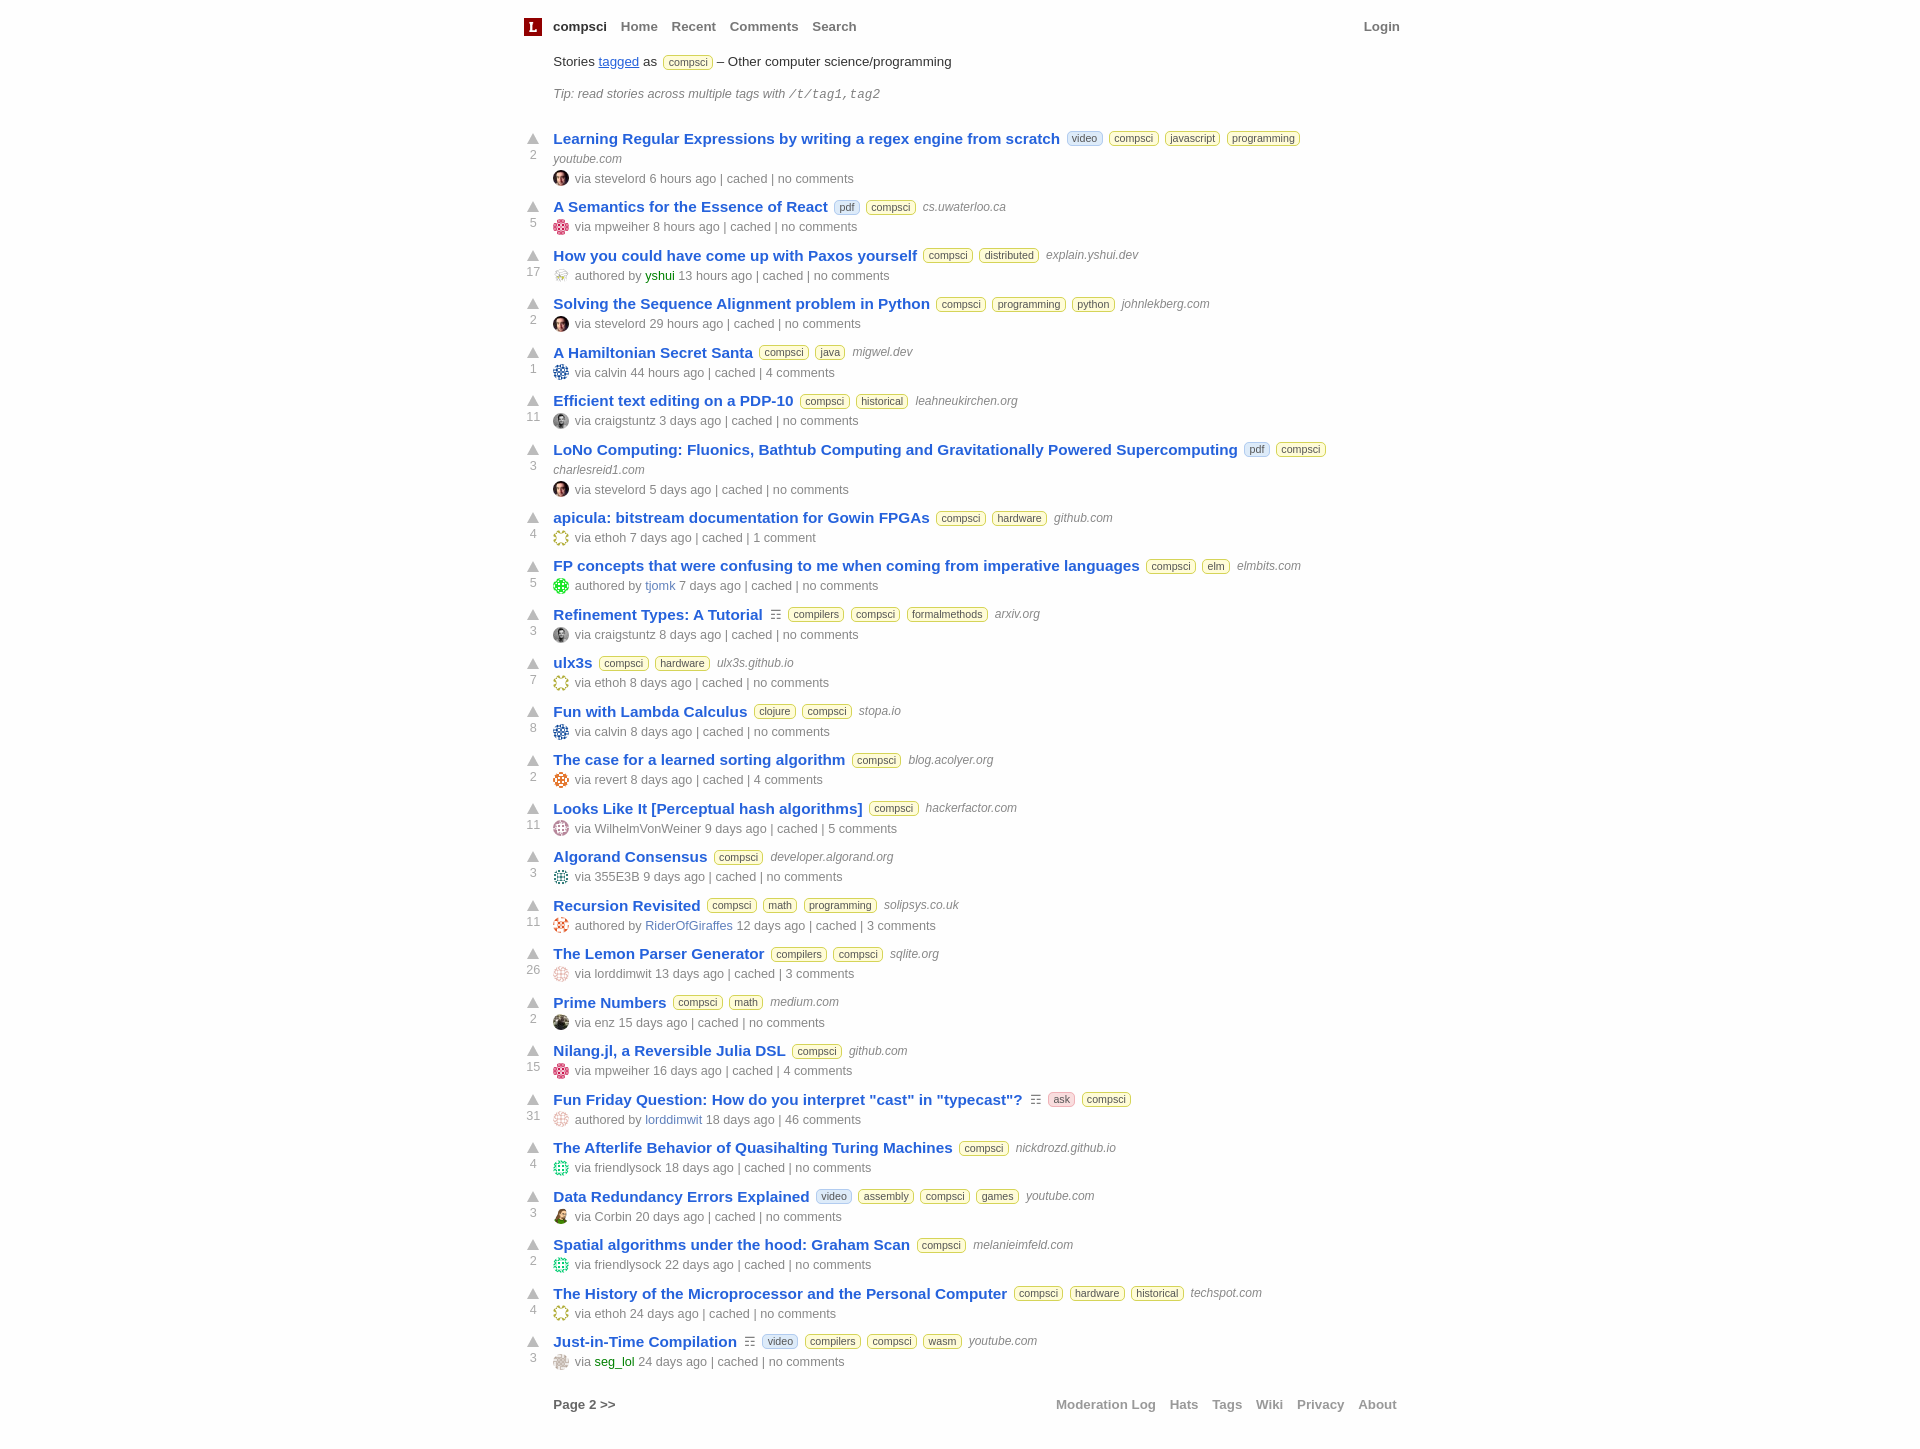 L compsci Home Recent Comments Search Login
Stories tagged as compsci – Other computer science/programming
Tip: read stories across multiple tags with /t/tag1,tag2
Learning Regular Expressions by writing a regex engine from scratch video compsci javascript programming
2 youtube.com
via stevelord 6 hours ago | cached | no comments
A Semantics for the Essence of React pdf compsci cs.uwaterloo.ca
5 via mpweiher 8 hours ago | cached | no comments
How you could have come up with Paxos yourself compsci distributed explain.yshui.dev
17 authored by yshui 13 hours ago | cached | no comments
Solving the Sequence Alignment problem in Python compsci programming python johnlekberg.com
2 via stevelord 29 hours ago | cached | no comments
A Hamiltonian Secret Santa compsci java migwel.dev
1 via calvin 44 hours ago | cached | 4 comments
Efficient text editing on a PDP-10 compsci historical leahneukirchen.org
11 via craigstuntz 3 days ago | cached | no comments
LoNo Computing: Fluonics, Bathtub Computing and Gravitationally Powered Supercomputing pdf compsci
3 charlesreid1.com
via stevelord 5 days ago | cached | no comments
apicula: bitstream documentation for Gowin FPGAs compsci hardware github.com
4 via ethoh 7 days ago | cached | 1 comment
FP concepts that were confusing to me when coming from imperative languages compsci elm elmbits.com
5 authored by tjomk 7 days ago | cached | no comments
Refinement Types: A Tutorial ☶ compilers compsci formalmethods arxiv.org
3 via craigstuntz 8 days ago | cached | no comments
ulx3s compsci hardware ulx3s.github.io
7 via ethoh 8 days ago | cached | no comments
Fun with Lambda Calculus clojure compsci stopa.io
8 via calvin 8 days ago | cached | no comments
The case for a learned sorting algorithm compsci blog.acolyer.org
2 via revert 8 days ago | cached | 4 comments
Looks Like It [Perceptual hash algorithms] compsci hackerfactor.com
11 via WilhelmVonWeiner 9 days ago | cached | 5 comments
Algorand Consensus compsci developer.algorand.org
3 via 355E3B 9 days ago | cached | no comments
Recursion Revisited compsci math programming solipsys.co.uk
11 authored by RiderOfGiraffes 12 days ago | cached | 3 comments
The Lemon Parser Generator compilers compsci sqlite.org
26 via lorddimwit 13 days ago | cached | 3 comments
Prime Numbers compsci math medium.com
2 via enz 15 days ago | cached | no comments
Nilang.jl, a Reversible Julia DSL compsci github.com
15 via mpweiher 16 days ago | cached | 4 comments
Fun Friday Question: How do you interpret "cast" in "typecast"? ☶ ask compsci
31 authored by lorddimwit 18 days ago | 46 comments
The Afterlife Behavior of Quasihalting Turing Machines compsci nickdrozd.github.io
4 via friendlysock 18 days ago | cached | no comments
Data Redundancy Errors Explained video assembly compsci games youtube.com
3 via Corbin 20 days ago | cached | no comments
Spatial algorithms under the hood: Graham Scan compsci melanieimfeld.com
2 via friendlysock 22 days ago | cached | no comments
The History of the Microprocessor and the Personal Computer compsci hardware historical techspot.com
4 via ethoh 24 days ago | cached | no comments
Just-in-Time Compilation ☶ video compilers compsci wasm youtube.com
3 via seg_lol 24 days ago | cached | no comments
Page 2 >> Moderation Log Hats Tags Wiki Privacy About